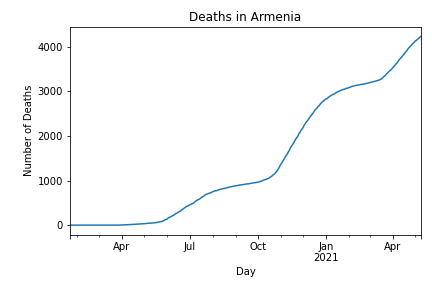 Deaths in Armenia
4000
3000
2000
1000
0
Number of Deaths
Apr
Jul
Oct
Jan
2021
Apr
Day